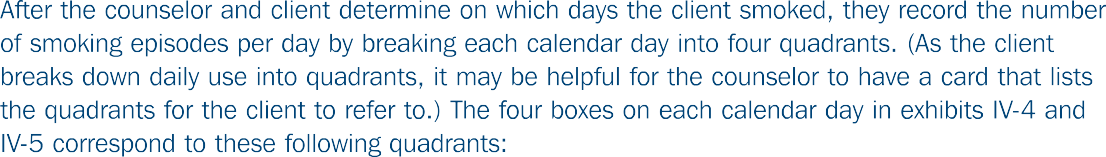 After the counselor and client determine on which days the client smoked, they record the number
of smoking episodes per day by breaking each calendar day into four quadrants. (As the client
breaks down daily use into quadrants, it may be helpful for the counselor to have a card that lists
the quadrants for the client to refer to.) The four boxes on each calendar day in exhibits IV-4 and
IV-5 correspond to these following quadrants: